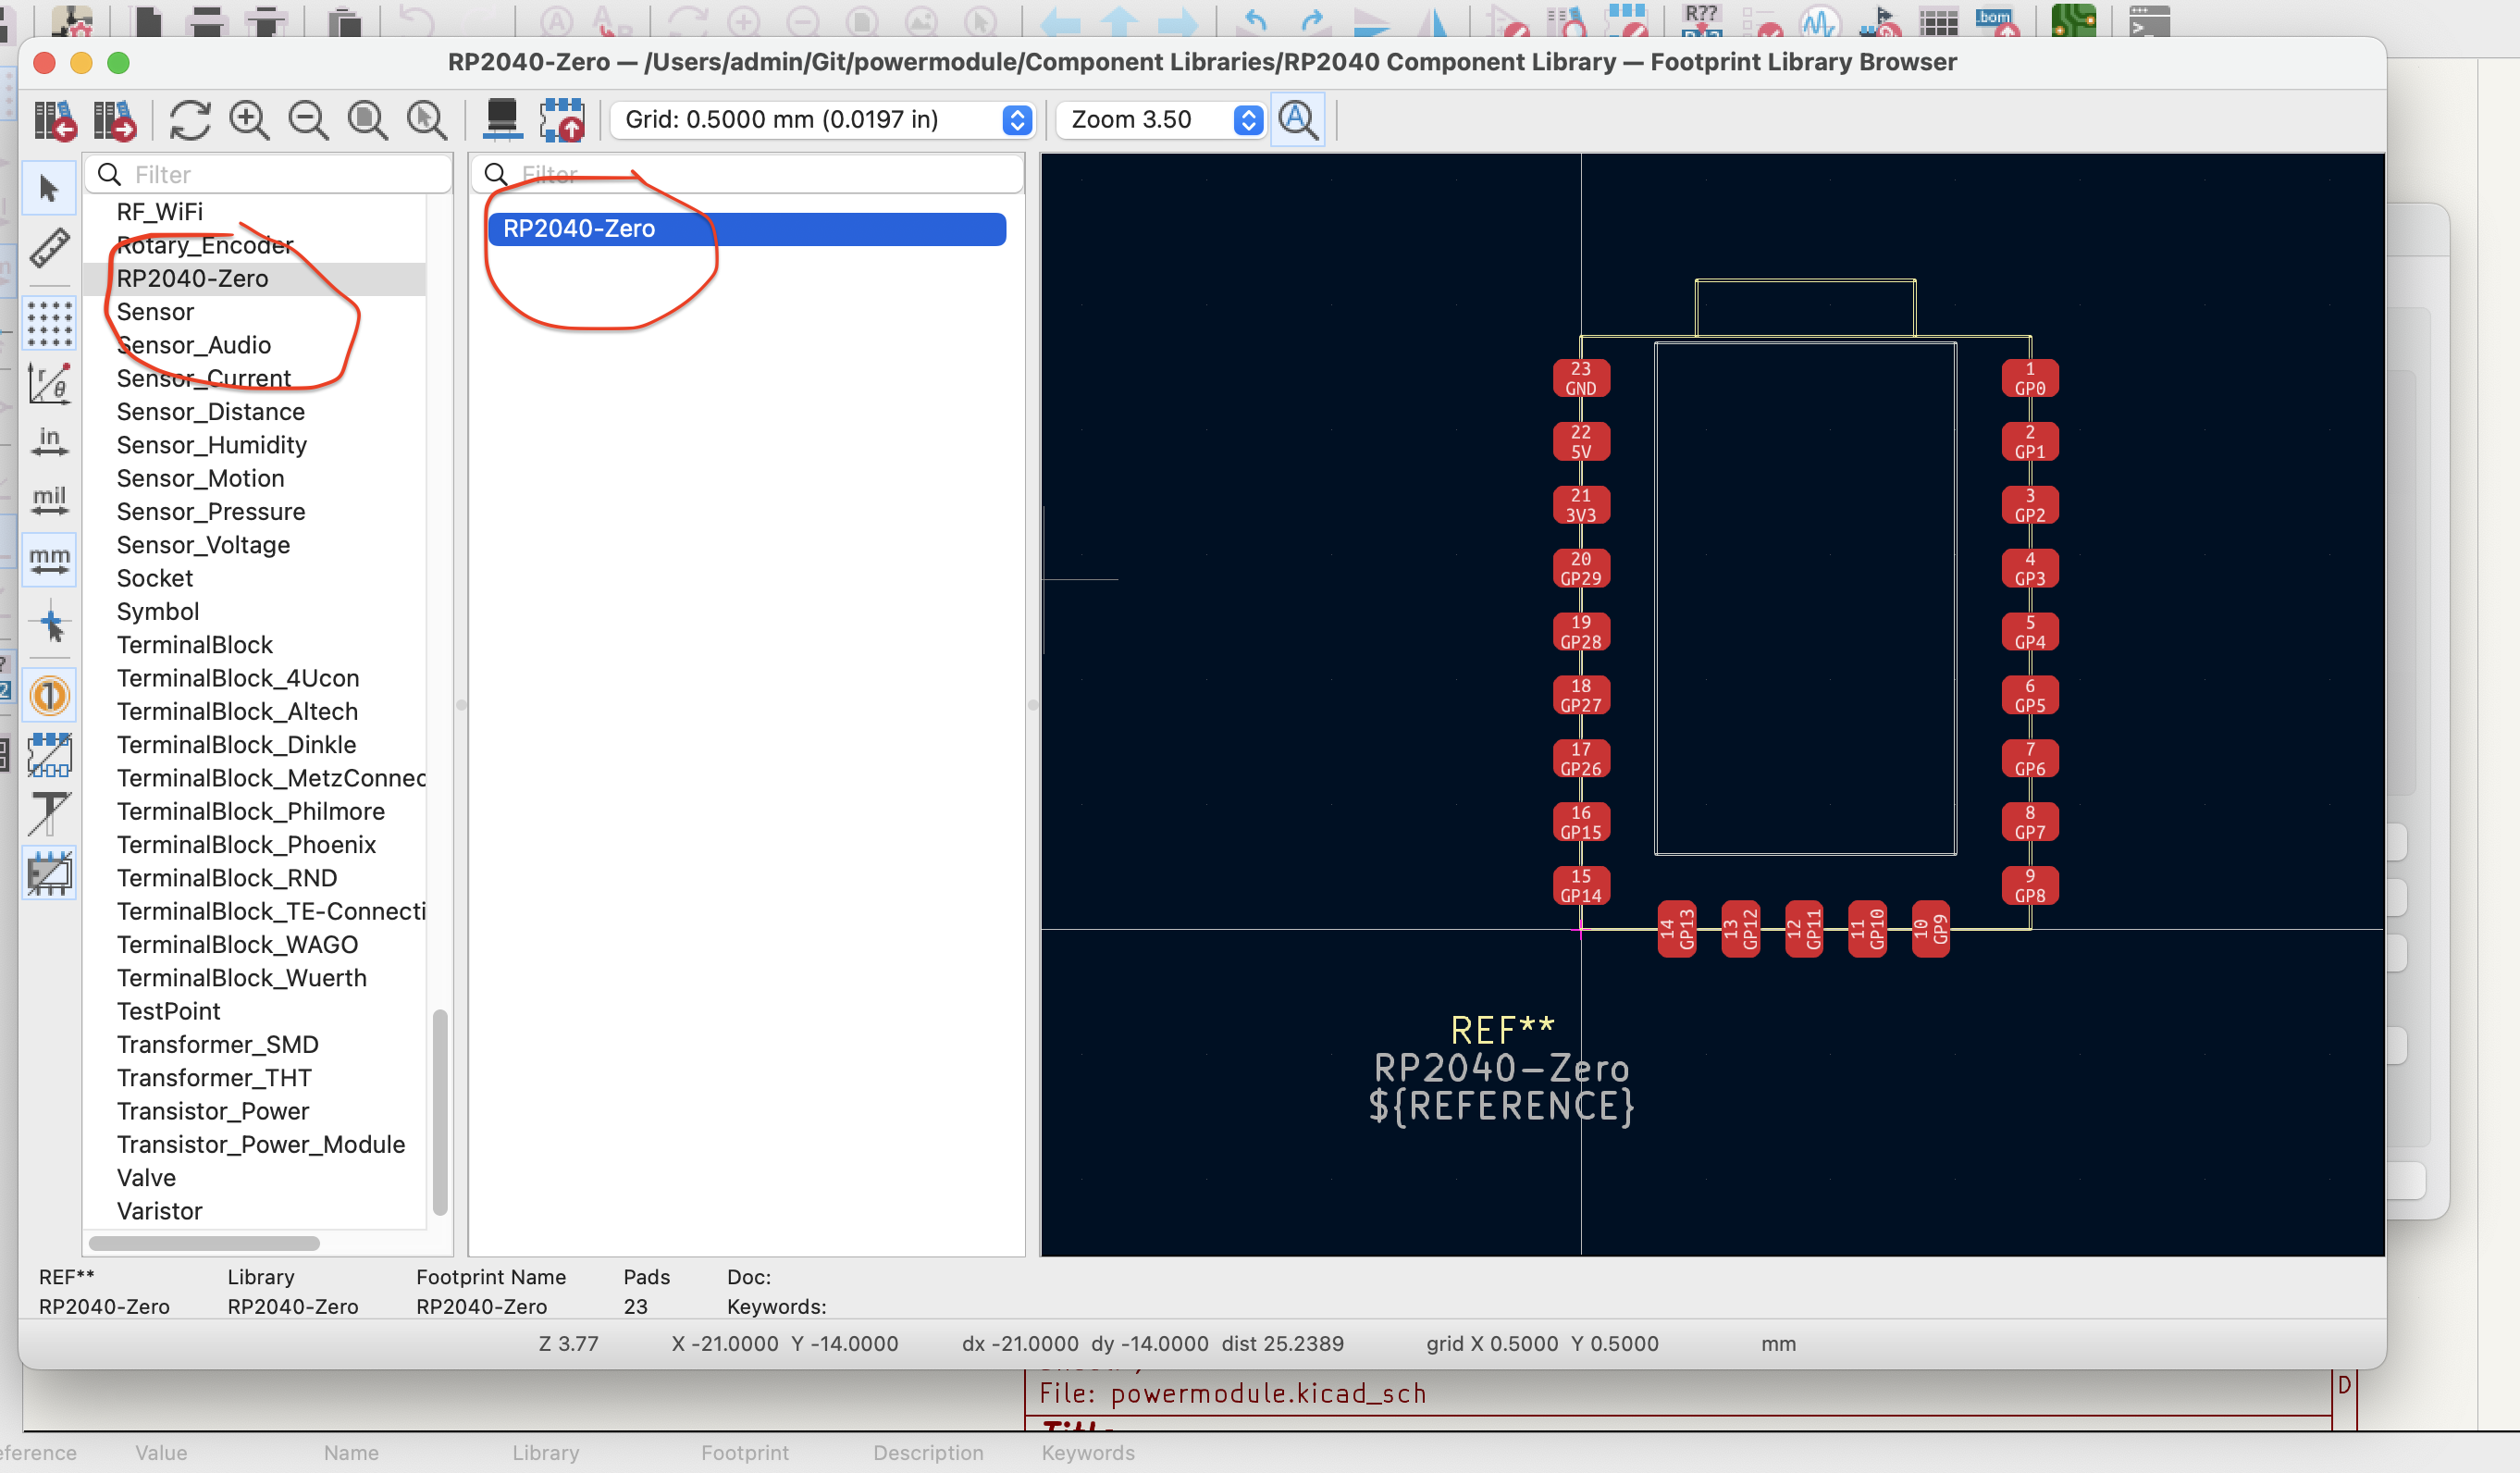 R??
.bom
RP2040-Zero — /Users/admin/Git/powermodule/Component Libraries/RP2040 Component Library — Footprint Library Browser
Grid: 0.5000 mm (0.0197 in)
Zoom 3.50
Filter
Filter
in
mil
mm
RF_WiFi
Rotary_Encoder
RP2040-Zero
Sensor
Sensor_Audio
Sensor_Current
Sensor_Distance
Sensor_Humidity
Sensor_Motion
Sensor_Pressure
Sensor_Voltage
Socket
Symbol
TerminalBlock
TerminalBlock_4Ucon
TerminalBlock_Altech
TerminalBlock_Dinkle
TerminalBlock_MetzConnec
TerminalBlock_Philmore
TerminalBlock_Phoenix
TerminalBlock_RND
TerminalBlock_TE-Connecti
TerminalBlock_WAGO
TerminalBlock_Wuerth
TestPoint
Transformer_SMD
Transformer_THT
Transistor_Power
Transistor_Power_Module
Valve
Varistor
RP2040-Zero
23
GND
22
5V
21
3V3
20
GP29
19
GP28
18
GP27
17
GP26
16
GP15
15
GP14
14
GP13
13
GP12
12
GP11
11
GP10
10
GP9
1
GP0
2
GP1
3
GP2
4
GP3
5
GP4
6
GP5
7
GP6
8
GP7
9
GP8
REF**
RP2040-Zero
${REFERENCE}
REF** Library Footprint Name Pads Doc:
RP2040-Zero RP2040-Zero RP2040-Zero 23 Keywords:
Z 3.77 X -21.0000 Y -14.0000 dx -21.0000 dy -14.0000 dist 25.2389 grid X 0.5000 Y 0.5000 mm
File: powermodule.kicad_sch
D
eference Value Name Library Footprint Description Keywords